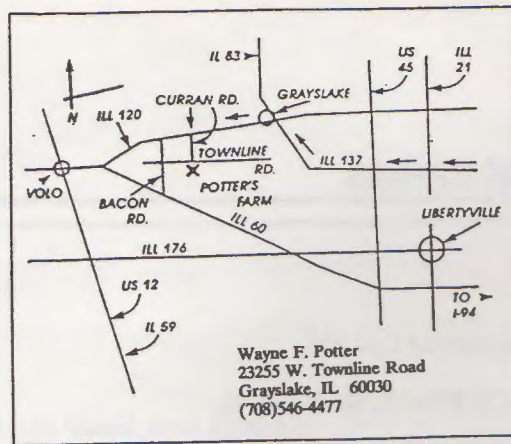 IL 83
US
45
ILL
21
CURRAN RD.
GRAYSLAKE
N
ILL 120
TOWNLINE
RD.
ILL 137
VOLO
BACON
RD.
POTTER'S
FARM
ILL 60
LIBERTYVILLE
ILL 176
US 12
TO
I-94
IL 59
Wayne F. Potter
23255 W. Townline Road
Grayslake, IL 60030
(708)546-4477